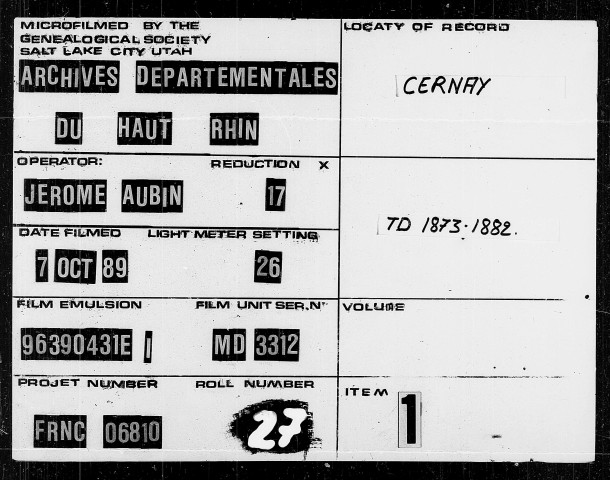 MICROFILMED BY THE
GENEALOGICAL SOCIETY
SALT LAKE CITY UTAH
ARCHIVES DEPARTEMENTALES
DU HAUT RHIN
LOCATY OF RECORD
CERNAY
OPERATOR: REDUCTION X
JEROME AUBIN 17
TD 1873-1882.
DATE FILMED LIGHT METER SETTING
7 OCT 89 26
FILM EMULSION FILM UNIT SER.N°
96390431E I MD 3312
VOLUME
PROJET NUMBER ROLL NUMBER
FRNC 06810 27
ITEM 1